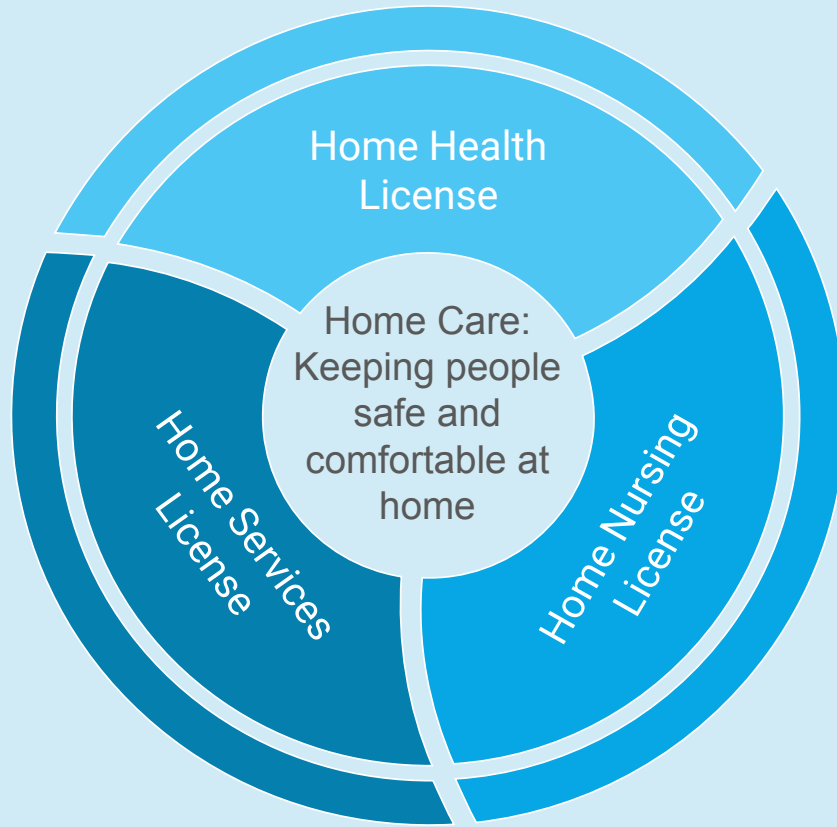 Home Health
License
Home Care:
Keeping people
safe and
comfortable at
home
Home Services
License
Home Nursing
License